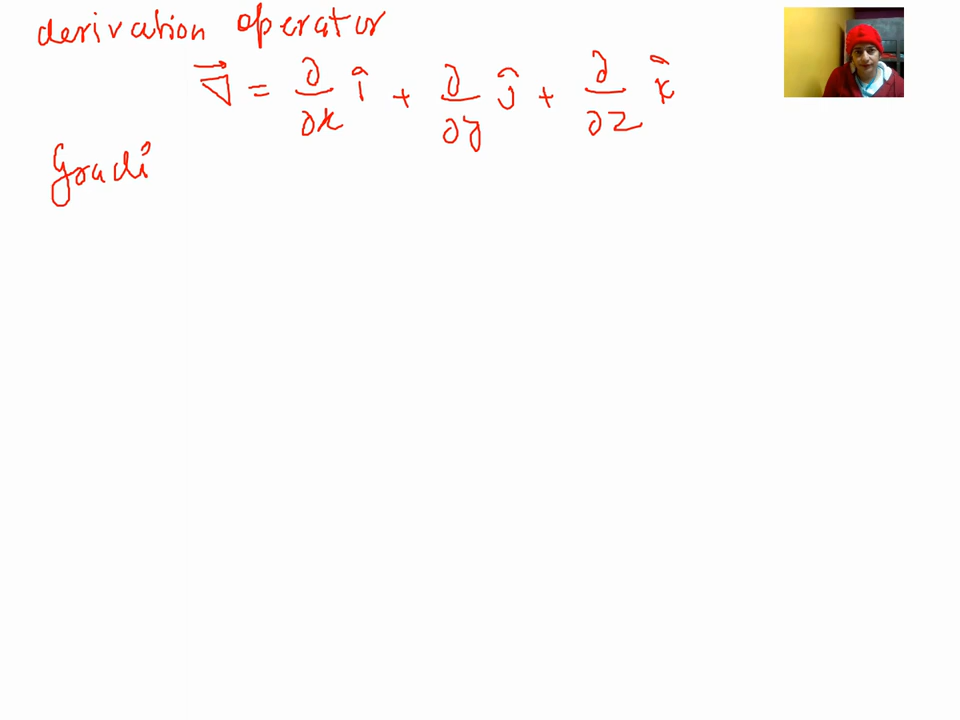 derivation operator
∇⃗ = ∂/∂x î + ∂/∂y ĵ + ∂/∂z k̂
Gradi